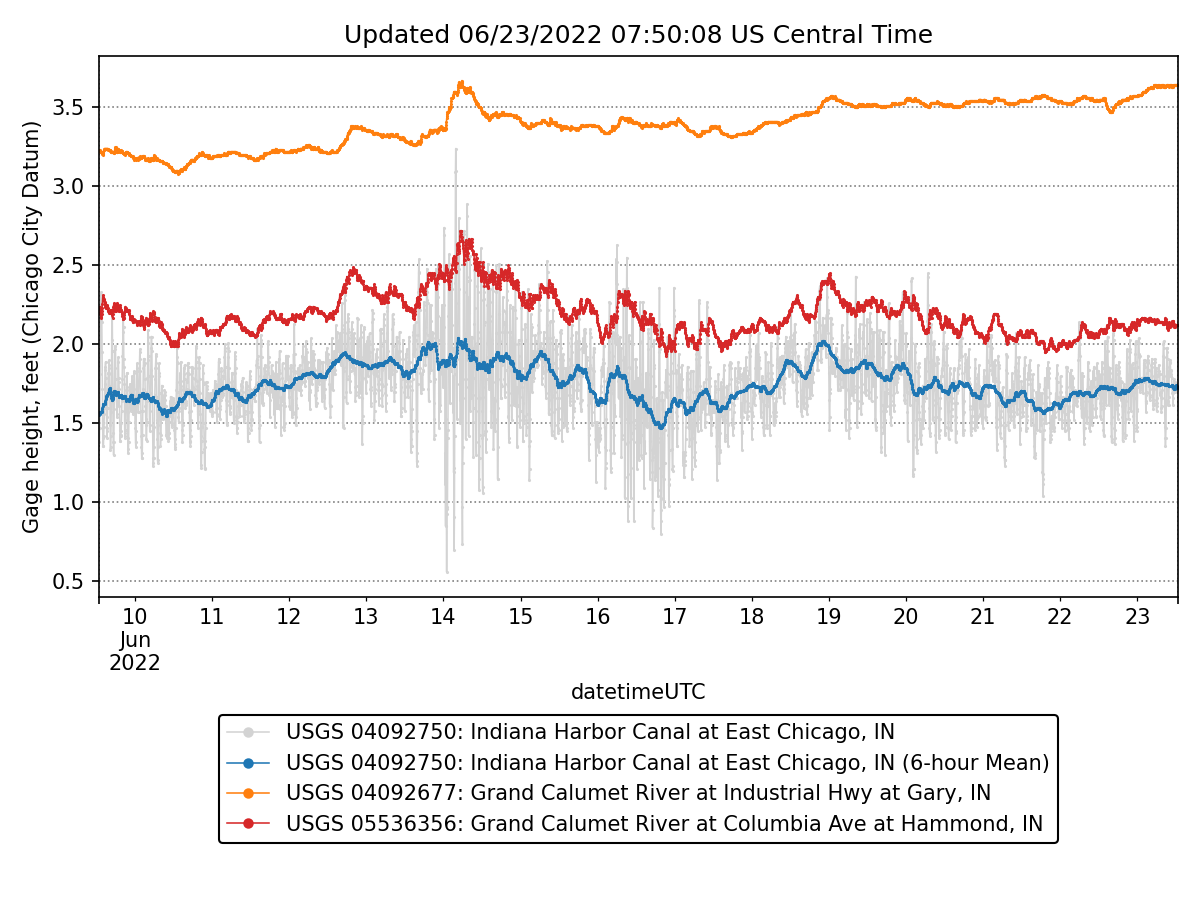 Updated 06/23/2022 07:50:08 US Central Time
Gage height, feet (Chicago City Datum)
3.5
3.0
2.5
2.0
1.5
1.0
0.5
10 11 12 13 14 15 16 17 18 19 20 21 22 23
Jun
2022
datetimeUTC
USGS 04092750: Indiana Harbor Canal at East Chicago, IN
USGS 04092750: Indiana Harbor Canal at East Chicago, IN (6-hour Mean)
USGS 04092677: Grand Calumet River at Industrial Hwy at Gary, IN
USGS 05536356: Grand Calumet River at Columbia Ave at Hammond, IN